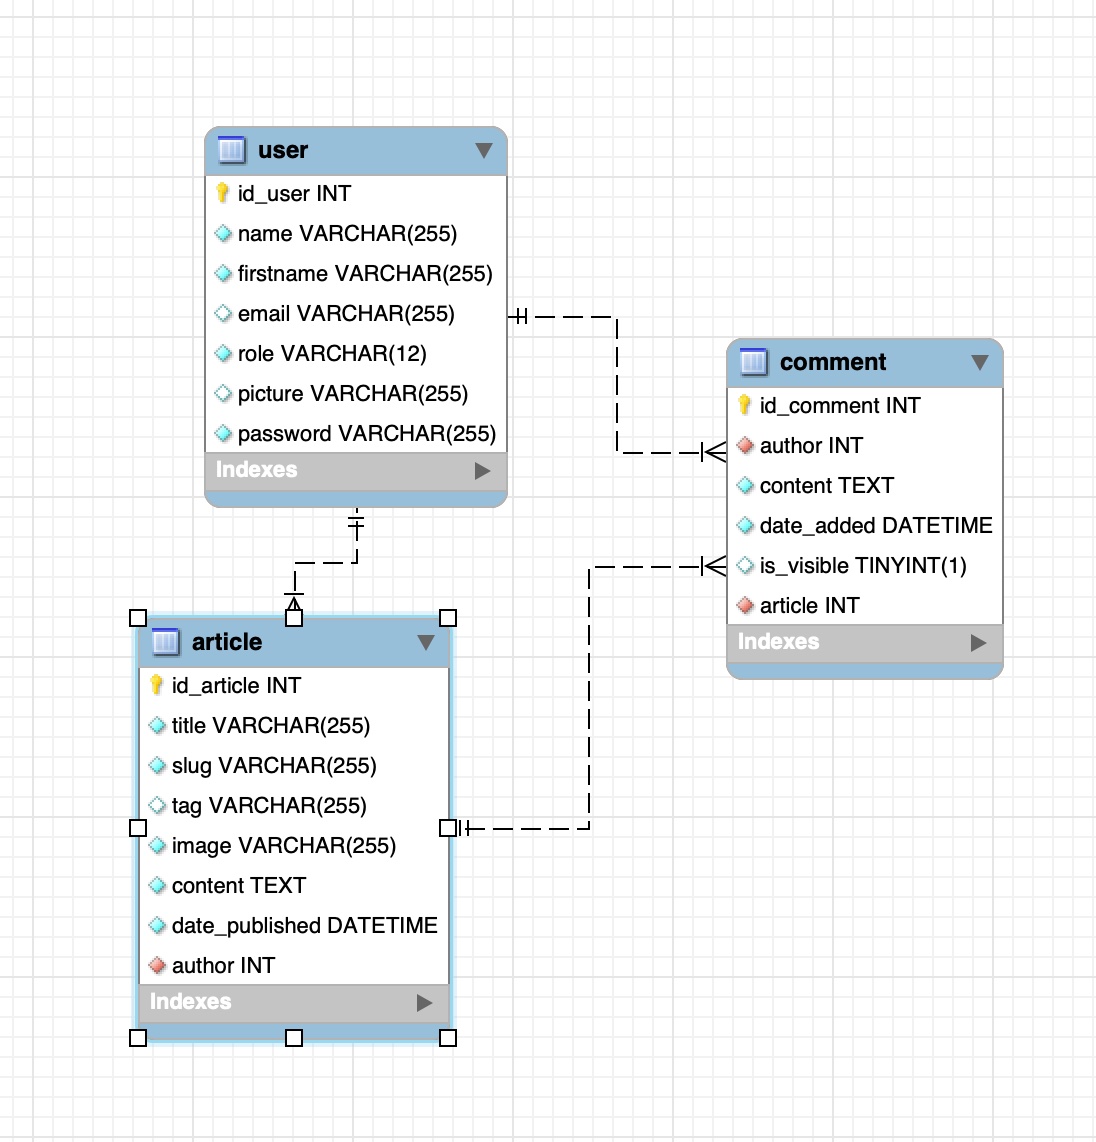 user
id_user INT
name VARCHAR(255)
firstname VARCHAR(255)
email VARCHAR(255)
role VARCHAR(12)
picture VARCHAR(255)
password VARCHAR(255)
Indexes
comment
id_comment INT
author INT
content TEXT
date_added DATETIME
is_visible TINYINT(1)
article INT
Indexes
article
id_article INT
title VARCHAR(255)
slug VARCHAR(255)
tag VARCHAR(255)
image VARCHAR(255)
content TEXT
date_published DATETIME
author INT
Indexes